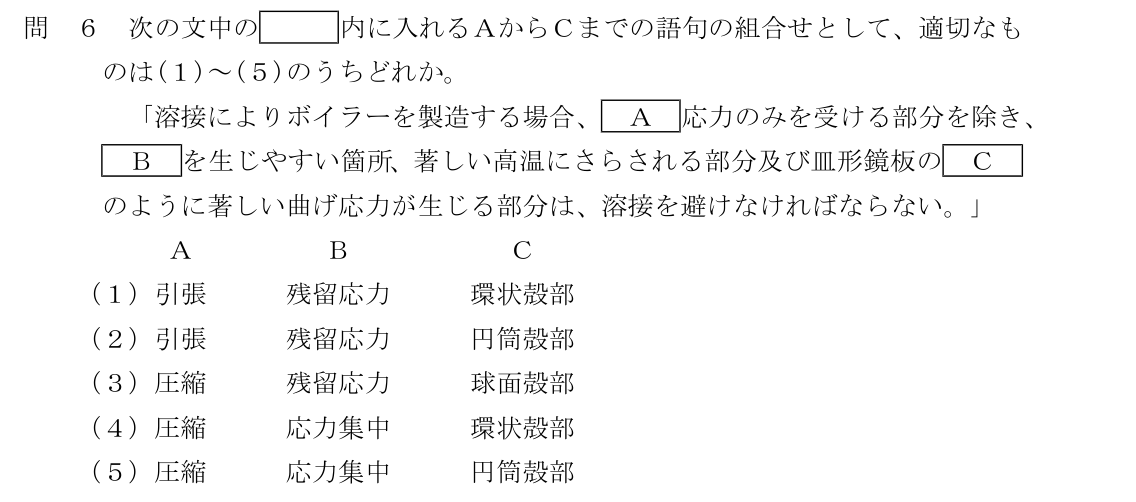 問　６　次の文中の　　　内に入れるＡからＣまでの語句の組合せとして、適切なも
のは(１)～(５)のうちどれか。
「溶接によりボイラーを製造する場合、　Ａ　応力のみを受ける部分を除き、
　Ｂ　を生じやすい箇所、著しい高温にさらされる部分及び皿形鏡板の　Ｃ　
のように著しい曲げ応力が生じる部分は、溶接を避けなければならない。」
Ａ　Ｂ　Ｃ
(１)引張　残留応力　環状殻部
(２)引張　残留応力　円筒殻部
(３)圧縮　残留応力　球面殻部
(４)圧縮　応力集中　環状殻部
(５)圧縮　応力集中　円筒殻部